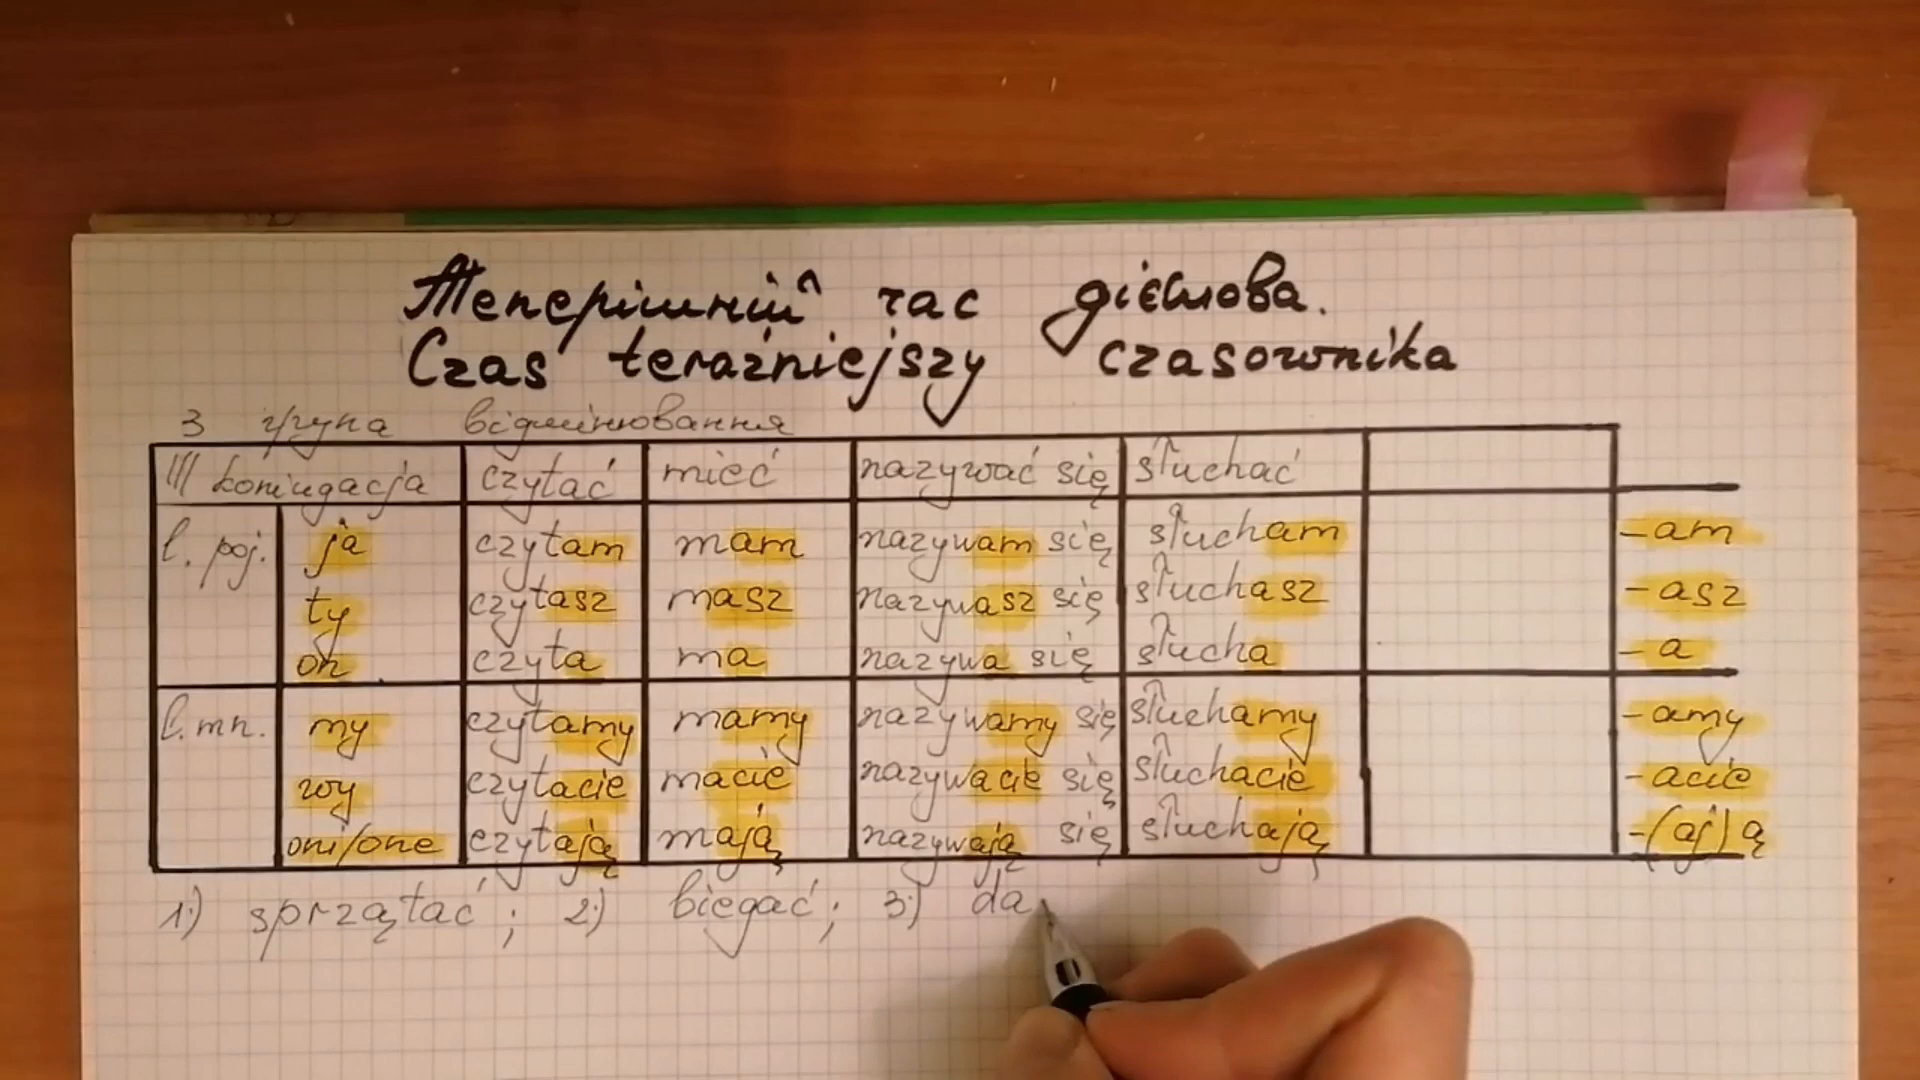 Теперішній час дієслова.
Czas teraźniejszy czasownika
3 група відмінювання
III koniugacja czytać mieć nazywać się słuchać
l. poj. ja czytam mam nazywam się słucham -am
ty czytasz masz nazywasz się słuchasz -asz
on czyta ma nazywa się słucha -a
l. mn. my czytamy mamy nazywamy się słuchamy -amy
wy czytacie macie nazywacie się słuchacie -acie
oni/one czytają mają nazywają się słuchają -(aj)ą
1.) sprzątać; 2.) biegać; 3.) da